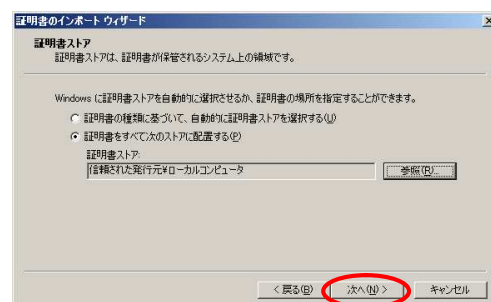 証明書のインポート ウィザード
証明書ストア
証明書ストアは、証明書が保管されるシステム上の領域です。
Windows に証明書ストアを自動的に選択させるか、証明書の場所を指定することができます。
証明書の種類に基づいて、自動的に証明書ストアを選択する(U)
証明書をすべて次のストアに配置する(P)
証明書ストア:
信頼された発行元¥ローカルコンピュータ
参照(R)...
< 戻る(B)
次へ(N) >
キャンセル